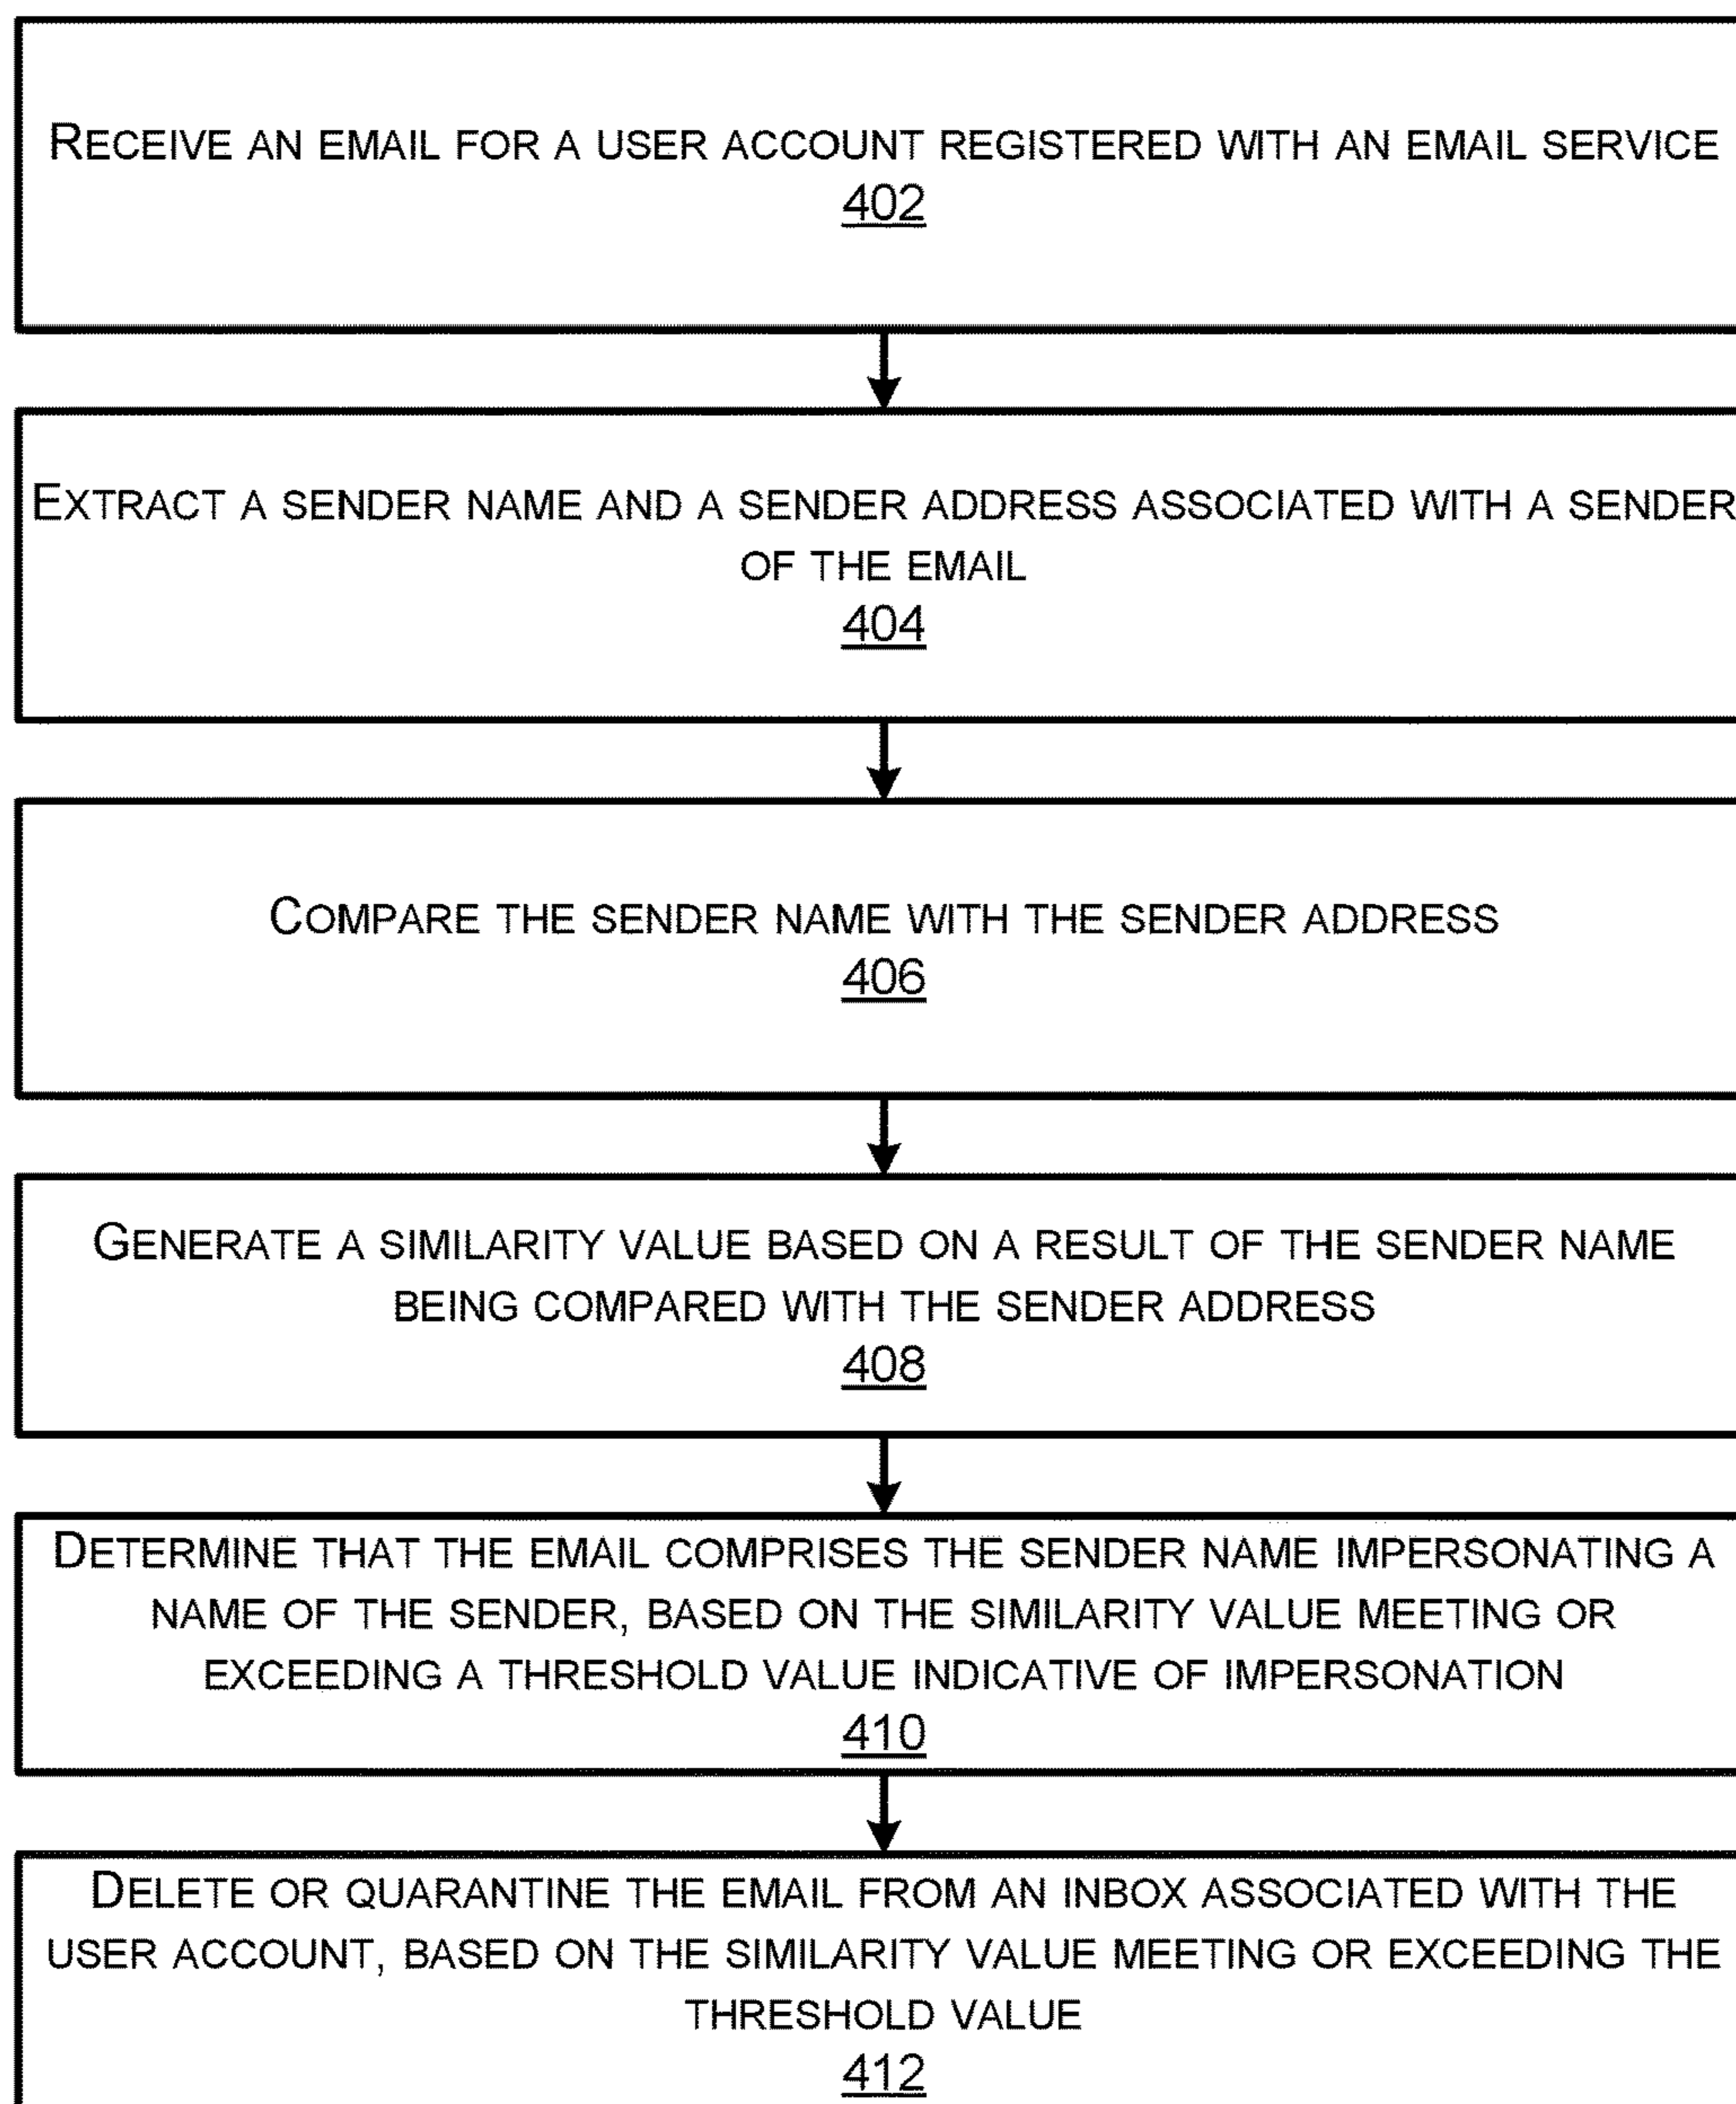 RECEIVE AN EMAIL FOR A USER ACCOUNT REGISTERED WITH AN EMAIL SERVICE
402
EXTRACT A SENDER NAME AND A SENDER ADDRESS ASSOCIATED WITH A SENDER
OF THE EMAIL
404
COMPARE THE SENDER NAME WITH THE SENDER ADDRESS
406
GENERATE A SIMILARITY VALUE BASED ON A RESULT OF THE SENDER NAME
BEING COMPARED WITH THE SENDER ADDRESS
408
DETERMINE THAT THE EMAIL COMPRISES THE SENDER NAME IMPERSONATING A
NAME OF THE SENDER, BASED ON THE SIMILARITY VALUE MEETING OR
EXCEEDING A THRESHOLD VALUE INDICATIVE OF IMPERSONATION
410
DELETE OR QUARANTINE THE EMAIL FROM AN INBOX ASSOCIATED WITH THE
USER ACCOUNT, BASED ON THE SIMILARITY VALUE MEETING OR EXCEEDING THE
THRESHOLD VALUE
412